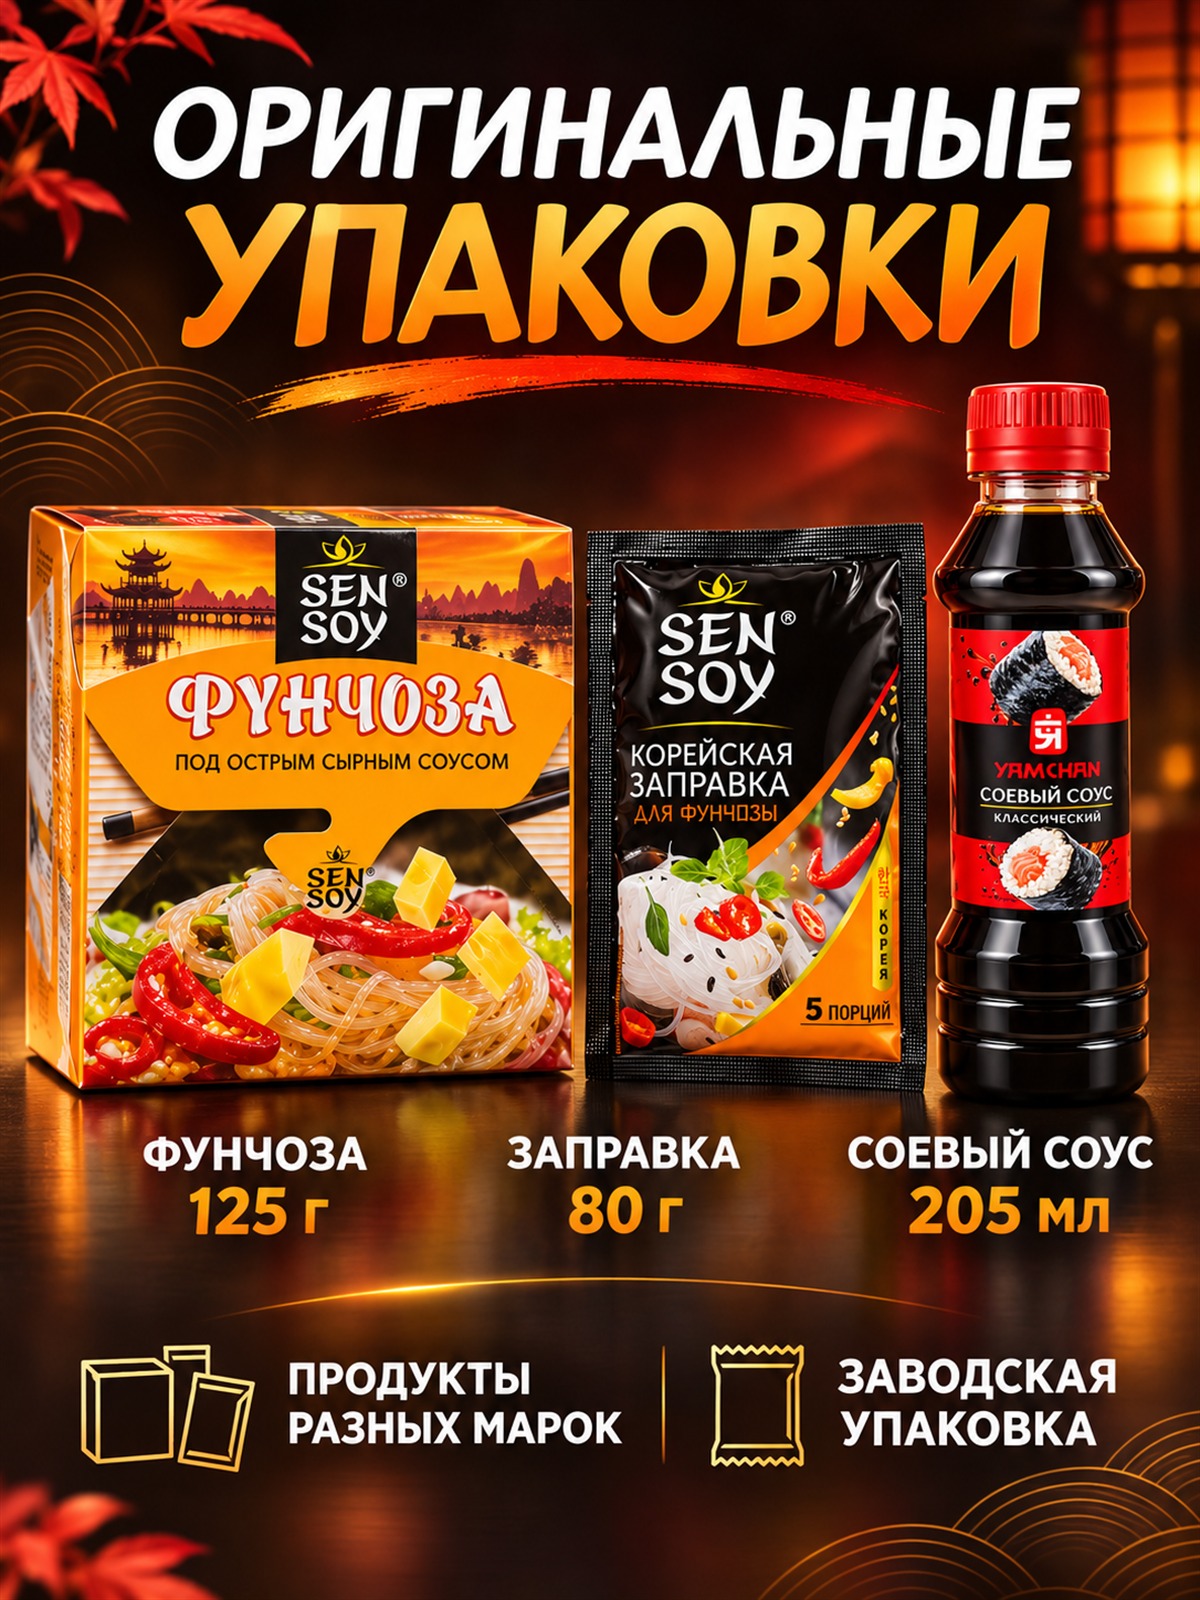 ОРИГИНАЛЬНЫЕ
УПАКОВКИ
SEN
SOY®
ФУНЧОЗА
ПОД ОСТРЫМ СЫРНЫМ СОУСОМ
SEN
SOY®
SEN
SOY®
КОРЕЙСКАЯ
ЗАПРАВКА
ДЛЯ ФУНЧОЗЫ
КОРЕЯ
5 ПОРЦИЙ
YAMCHAN
СОЕВЫЙ СОУС
КЛАССИЧЕСКИЙ
ФУНЧОЗА
125 г
ЗАПРАВКА
80 г
СОЕВЫЙ СОУС
205 мл
ПРОДУКТЫ
РАЗНЫХ МАРОК
ЗАВОДСКАЯ
УПАКОВКА